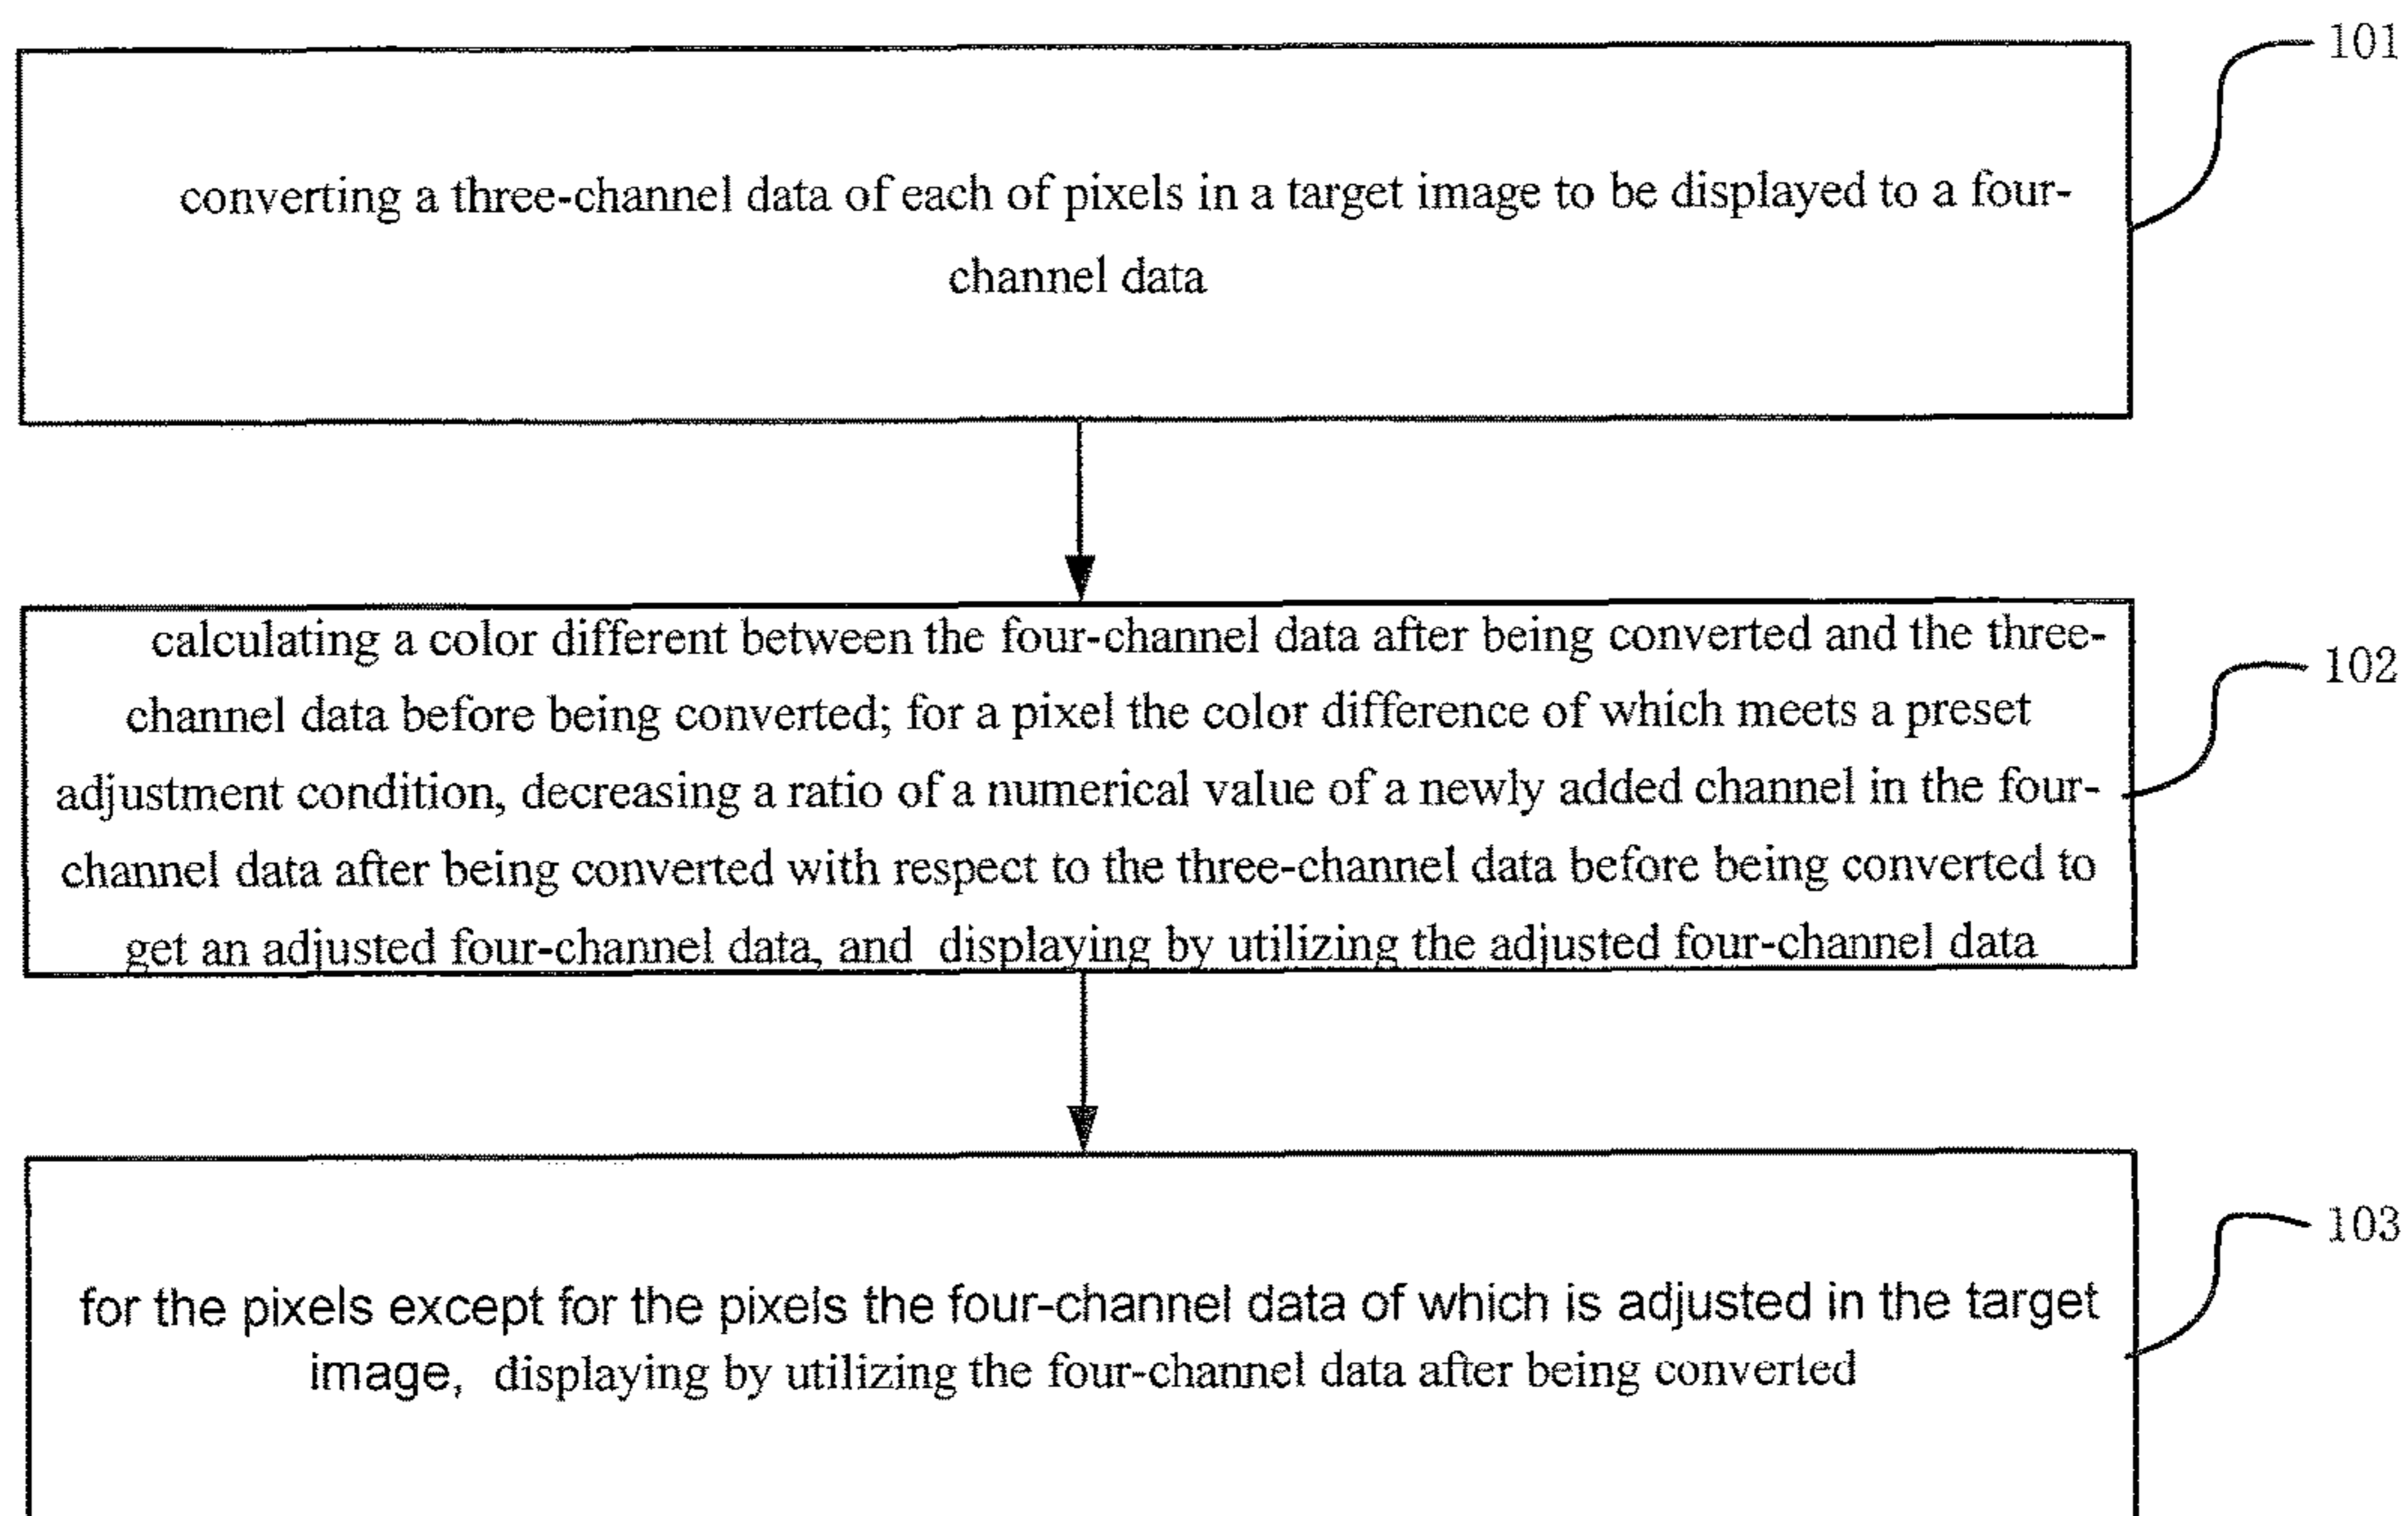 101
converting a three-channel data of each of pixels in a target image to be displayed to a four-
channel data
calculating a color different between the four-channel data after being converted and the three-
channel data before being converted; for a pixel the color difference of which meets a preset
adjustment condition, decreasing a ratio of a numerical value of a newly added channel in the four-
channel data after being converted with respect to the three-channel data before being converted to
get an adjusted four-channel data, and displaying by utilizing the adjusted four-channel data
102
for the pixels except for the pixels the four-channel data of which is adjusted in the target
image, displaying by utilizing the four-channel data after being converted
103